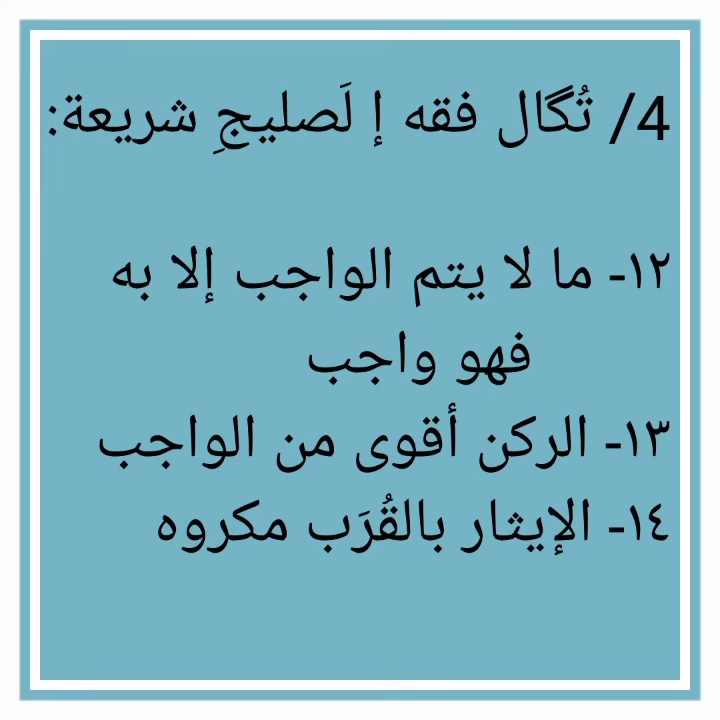 4/ تُگال فقه إ لَصليجِ شريعة:
١٢- ما لا يتم الواجب إلا به
فهو واجب
١٣- الركن أقوى من الواجب
١٤- الإيثار بالقُرَب مكروه